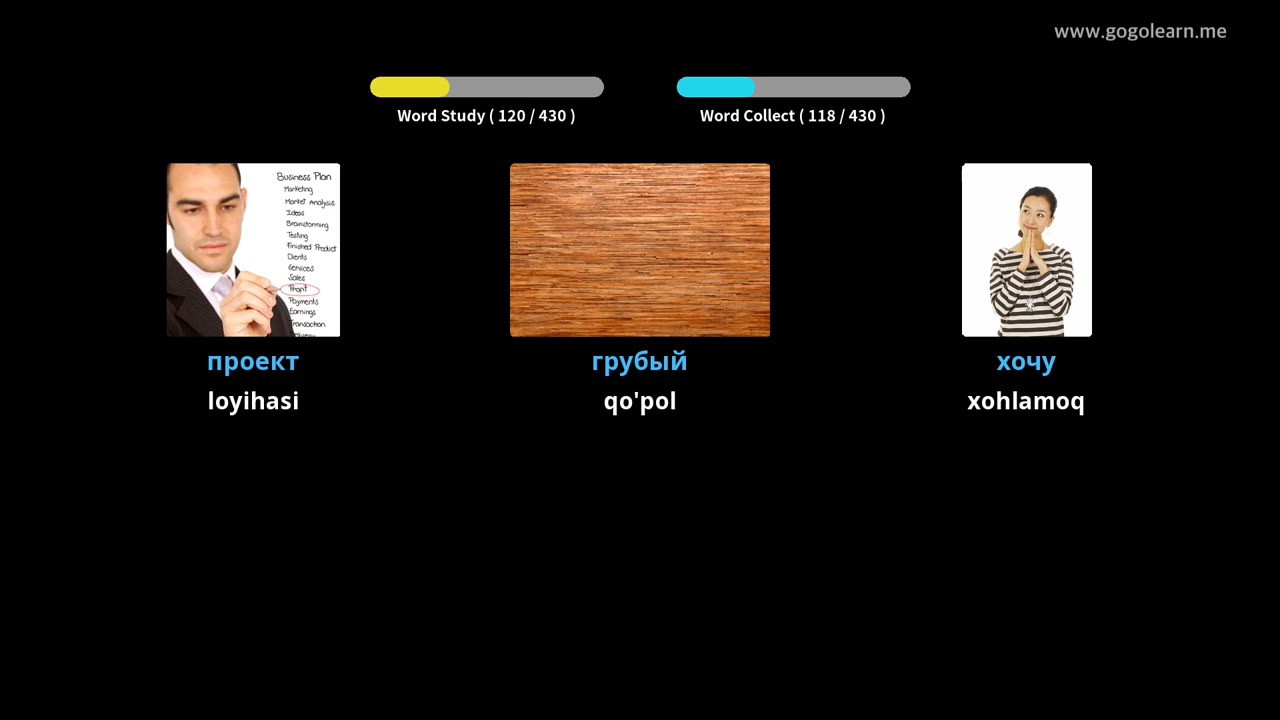 www.gogolearn.me
Word Study ( 120 / 430 )
Word Collect ( 118 / 430 )
Business Plan
Marketing
Market Analysis
Ideas
Brainstorming
Testing
Finished Product
Clients
Services
Sales
Profit
Payments
Earnings
Transaction
проект
грубый
хочу
loyihasi
qo'pol
xohlamoq